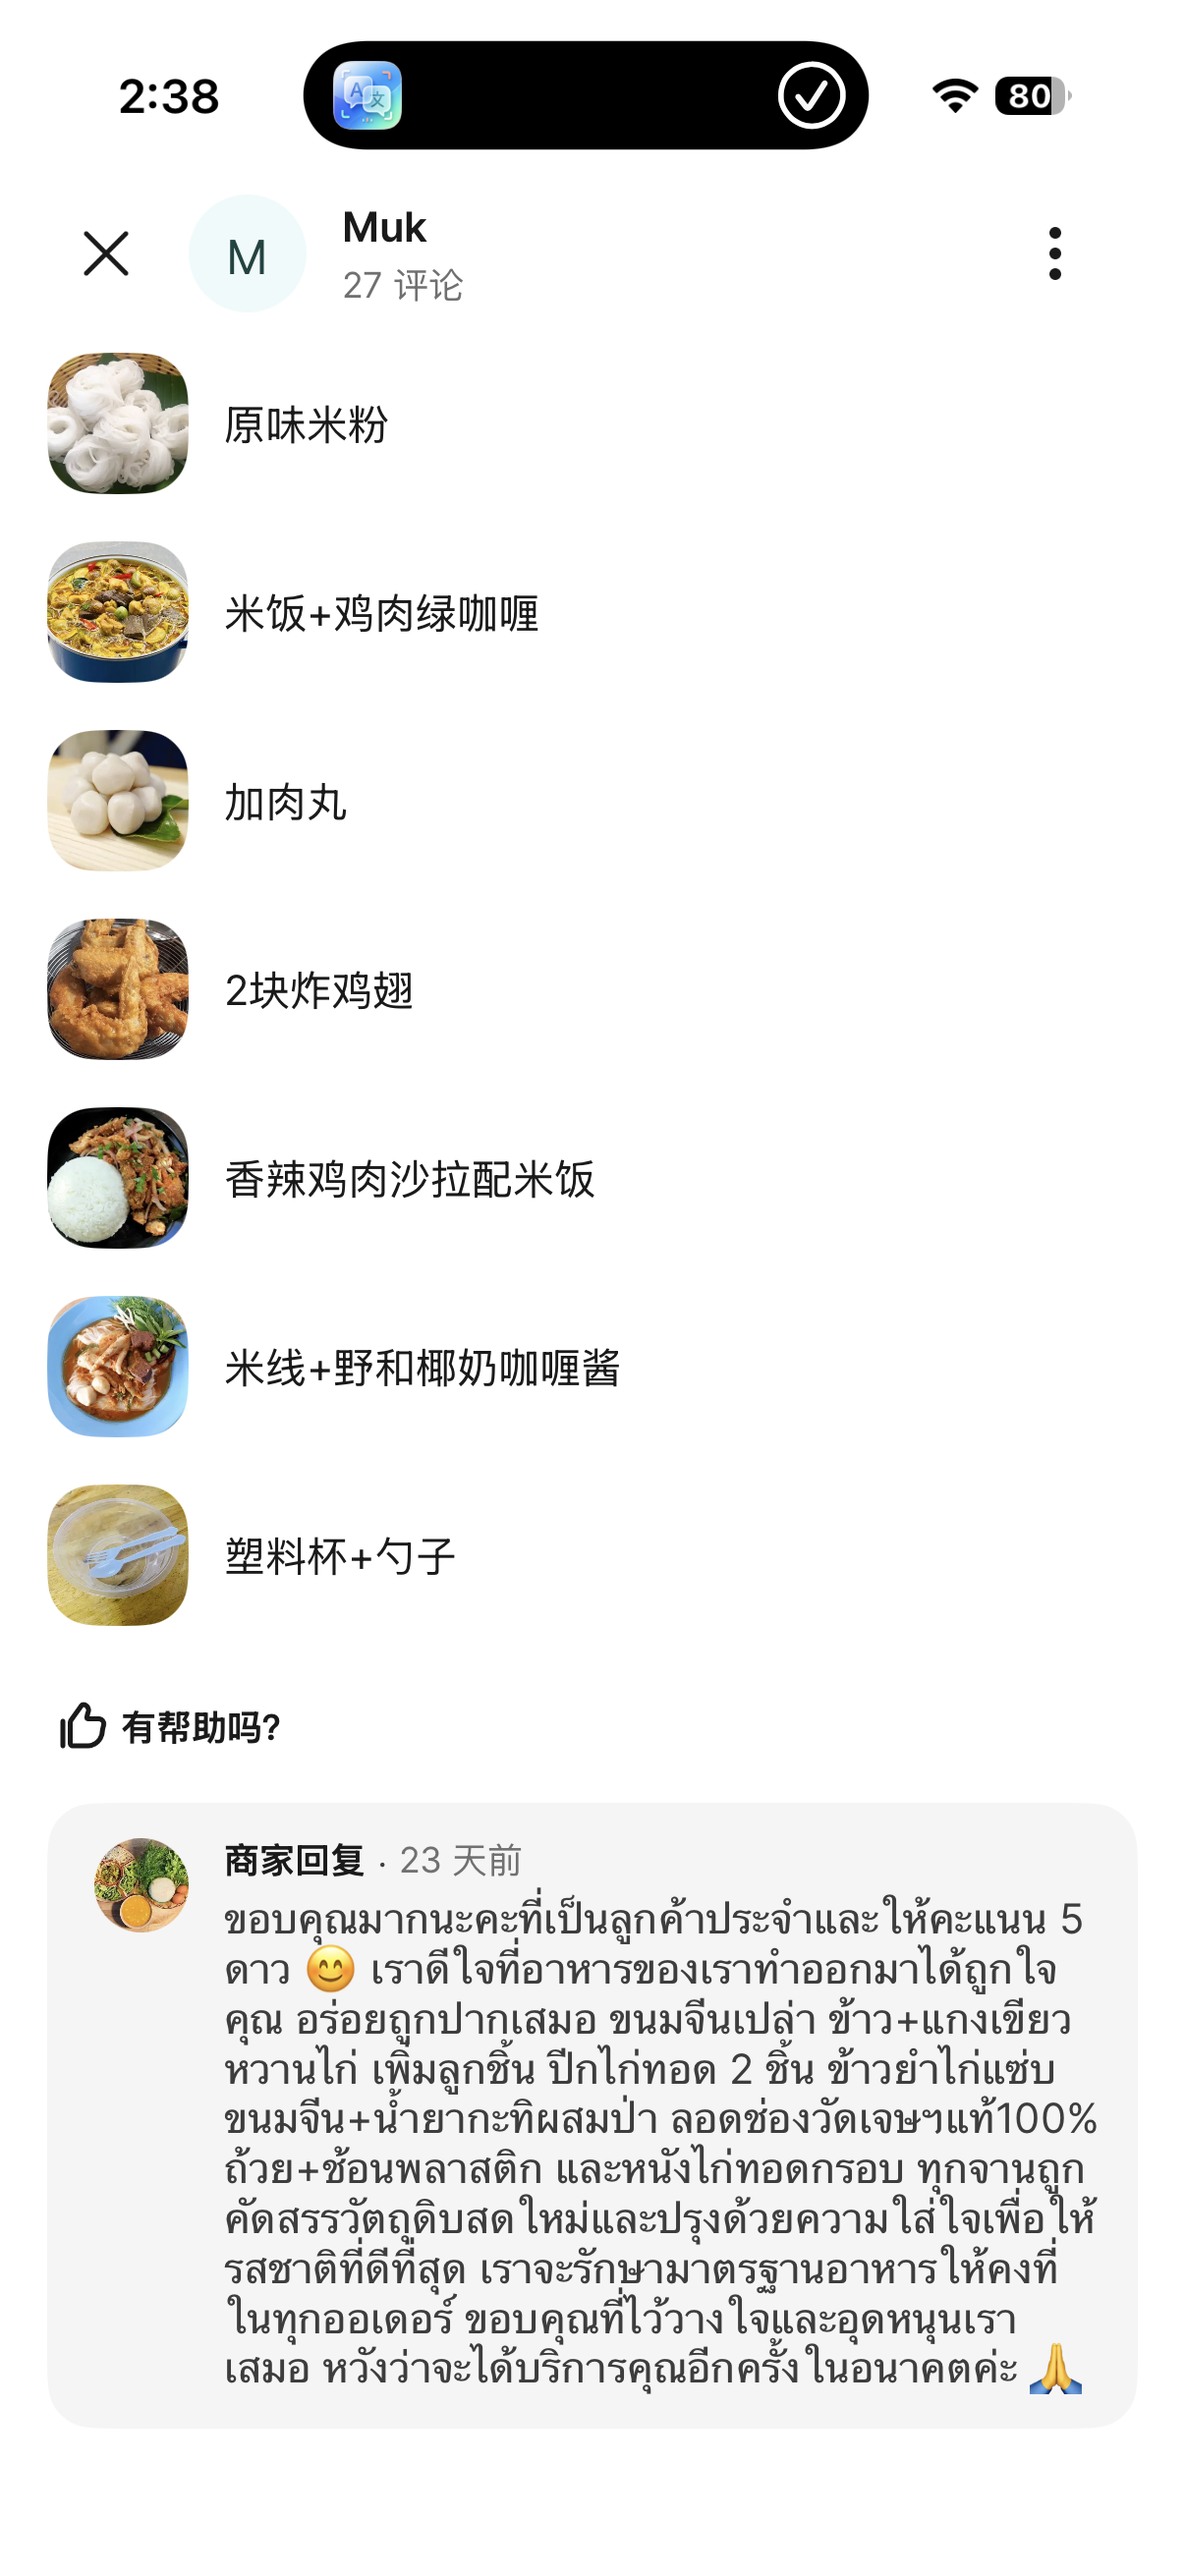 2:38
80
M
Muk
27 评论
原味米粉
米饭+鸡肉绿咖喱
加肉丸
2块炸鸡翅
香辣鸡肉沙拉配米饭
米线+野和椰奶咖喱酱
塑料杯+勺子
有帮助吗?
商家回复 · 23 天前
ขอบคุณมากนะคะที่เป็นลูกค้าประจำและให้คะแนน 5
ดาว 😊 เราดีใจที่อาหารของเราทำออกมาได้ถูกใจ
คุณ อร่อยถูกปากเสมอ ขนมจีนเปล่า ข้าว+แกงเขียว
หวานไก่ เพิ่มลูกชิ้น ปีกไก่ทอด 2 ชิ้น ข้าวยำไก่แซ่บ
ขนมจีน+น้ำยากะทิผสมป่า ลอดช่องวัดเจษฯแท้100%
ถ้วย+ช้อนพลาสติก และหนังไก่ทอดกรอบ ทุกจานถูก
คัดสรรวัตถุดิบสดใหม่และปรุงด้วยความใส่ใจเพื่อให้
รสชาติที่ดีที่สุด เราจะรักษามาตรฐานอาหารให้คงที่
ในทุกออเดอร์ ขอบคุณที่ไว้วางใจและอุดหนุนเรา
เสมอ หวังว่าจะได้บริการคุณอีกครั้งในอนาคตค่ะ 🙏